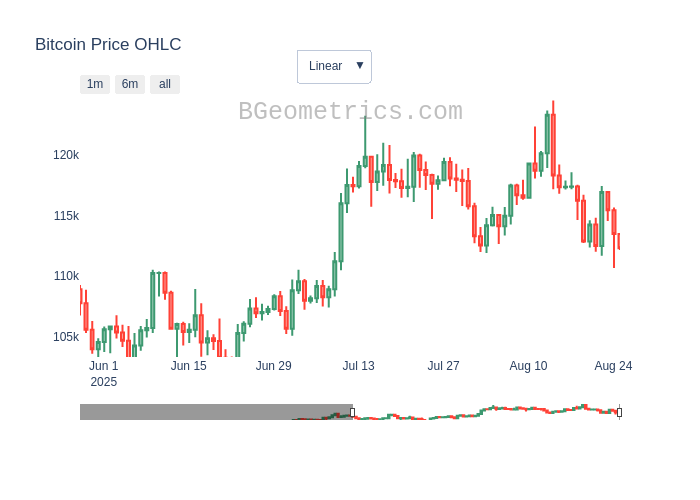 Bitcoin Price OHLC
Linear ▼
1m 6m all
BGeometrics.com
120k
115k
110k
105k
Jun 1 Jun 15 Jun 29 Jul 13 Jul 27 Aug 10 Aug 24
2025